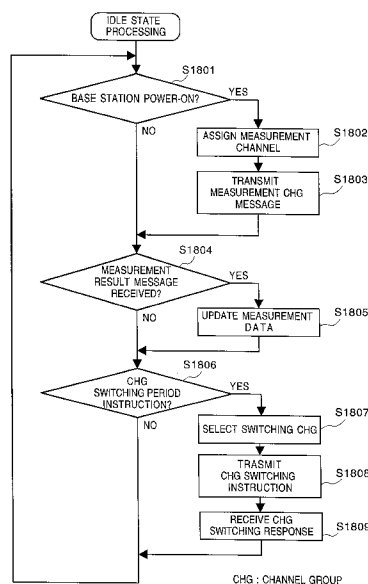 IDLE STATE
PROCESSING
S1801
BASE STATION POWER-ON?
YES
NO
S1802
ASSIGN MEASUREMENT
CHANNEL
S1803
TRANSMIT
MEASUREMENT CHG
MESSAGE
S1804
MEASUREMENT
RESULT MESSAGE
RECEIVED?
YES
NO
S1805
UPDATE MEASUREMENT
DATA
S1806
CHG
SWITCHING PERIOD
INSTRUCTION?
YES
NO
S1807
SELECT SWITCHING CHG
S1808
TRASMIT
CHG SWITCHING
INSTRUCTION
S1809
RECEIVE CHG
SWITCHING RESPONSE
CHG : CHANNEL GROUP